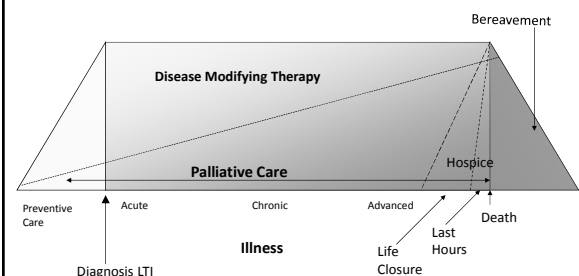 Bereavement
Disease Modifying Therapy
Hospice
Palliative Care
Preventive
Care
Acute
Chronic
Advanced
Death
Last
Hours
Life
Closure
Illness
Diagnosis LTI